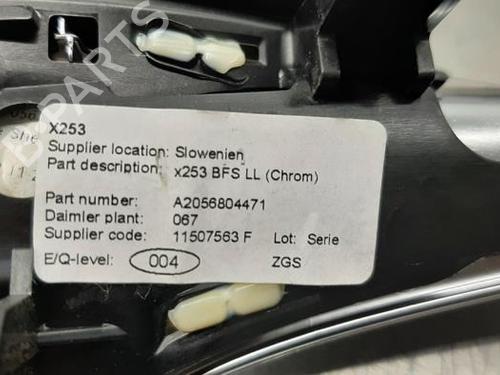 B-PARTS
X253
Supplier location: Slowenien
Part description: x253 BFS LL (Chrom)
Part number: A2056804471
Daimler plant: 067
Supplier code: 11507563 F Lot: Serie
E/Q-level: 004 ZGS